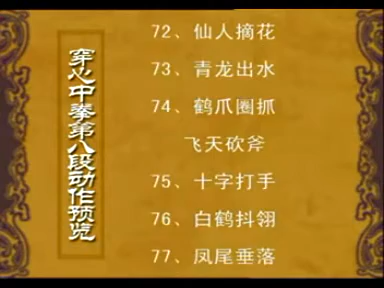 穿心中拳第八段动作预览
72、仙人摘花
73、青龙出水
74、鹤爪圈抓
飞天砍斧
75、十字打手
76、白鹤抖翎
77、凤尾垂落